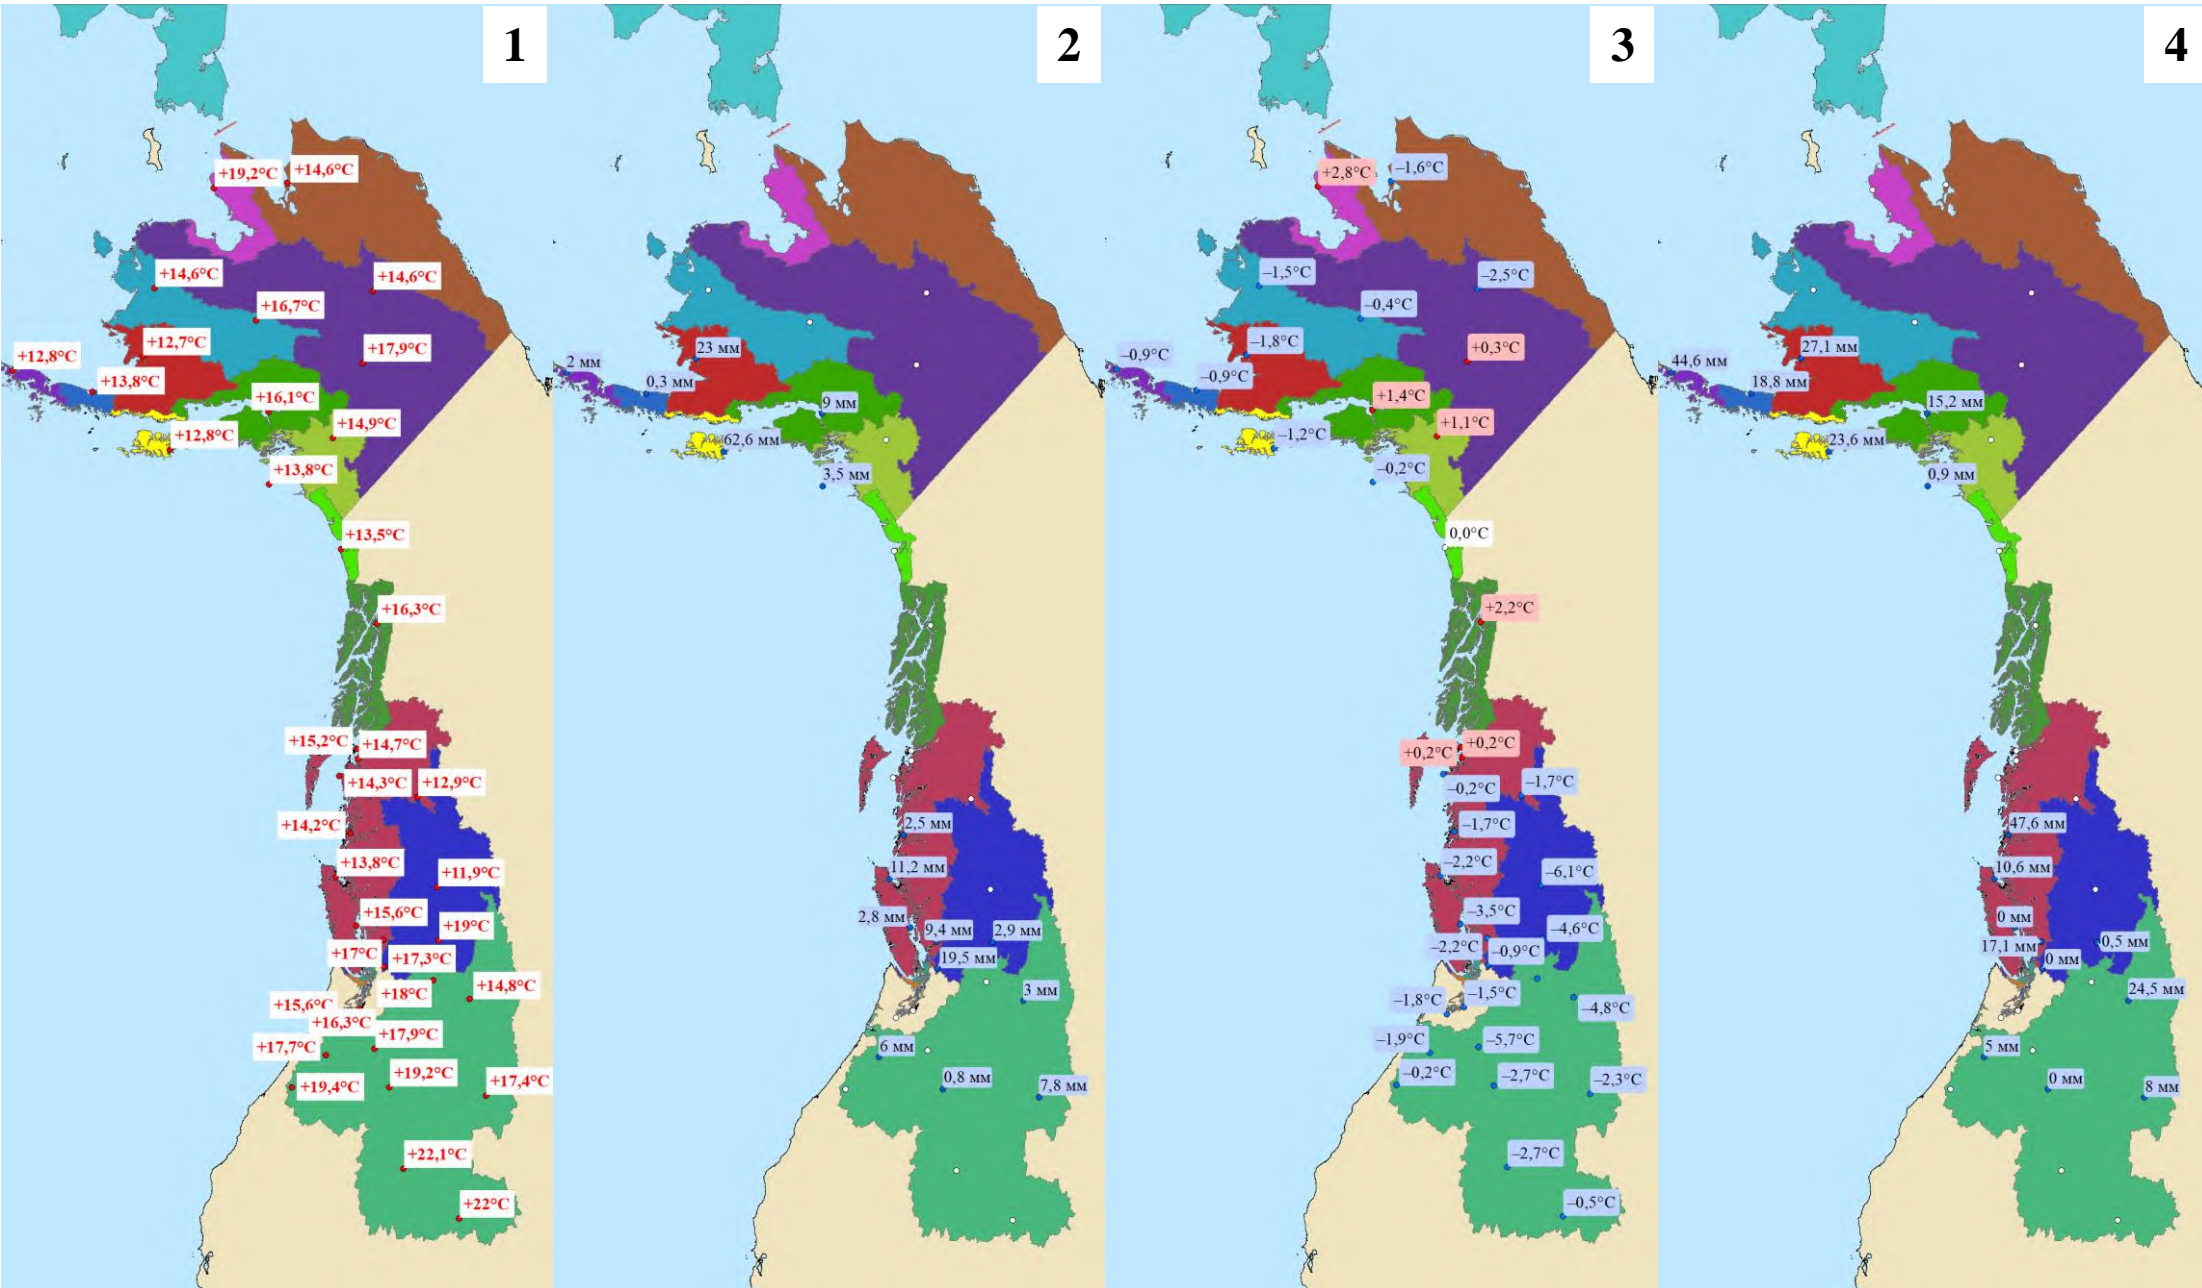 1
+19,2°C
+14,6°C
+14,6°C
+14,6°C
+16,7°C
+12,7°C
+17,9°C
+12,8°C
+13,8°C
+16,1°C
+14,9°C
+12,8°C
+13,8°C
+13,5°C
+16,3°C
+15,2°C
+14,7°C
+14,3°C
+12,9°C
+14,2°C
+13,8°C
+11,9°C
+15,6°C
+19°C
+17°C
+17,3°C
+14,8°C
+18°C
+15,6°C
+16,3°C
+17,9°C
+17,7°C
+19,2°C
+19,4°C
+17,4°C
+22,1°C
+22°C
2
23 мм
2 мм
0,3 мм
9 мм
62,6 мм
3,5 мм
2,5 мм
11,2 мм
2,8 мм
9,4 мм
2,9 мм
19,5 мм
3 мм
6 мм
0,8 мм
7,8 мм
3
+2,8°C
–1,6°C
–1,5°C
–2,5°C
–0,4°C
–1,8°C
+0,3°C
–0,9°C
–0,9°C
+1,4°C
+1,1°C
–1,2°C
–0,2°C
0,0°C
+2,2°C
+0,2°C
+0,2°C
–0,2°C
–1,7°C
–1,7°C
–2,2°C
–6,1°C
–3,5°C
–4,6°C
–2,2°C
–0,9°C
–1,8°C
–1,5°C
–4,8°C
–1,9°C
–5,7°C
–0,2°C
–2,7°C
–2,3°C
–2,7°C
–0,5°C
4
27,1 мм
44,6 мм
18,8 мм
15,2 мм
23,6 мм
0,9 мм
47,6 мм
10,6 мм
0 мм
17,1 мм
0,5 мм
0 мм
24,5 мм
5 мм
0 мм
8 мм